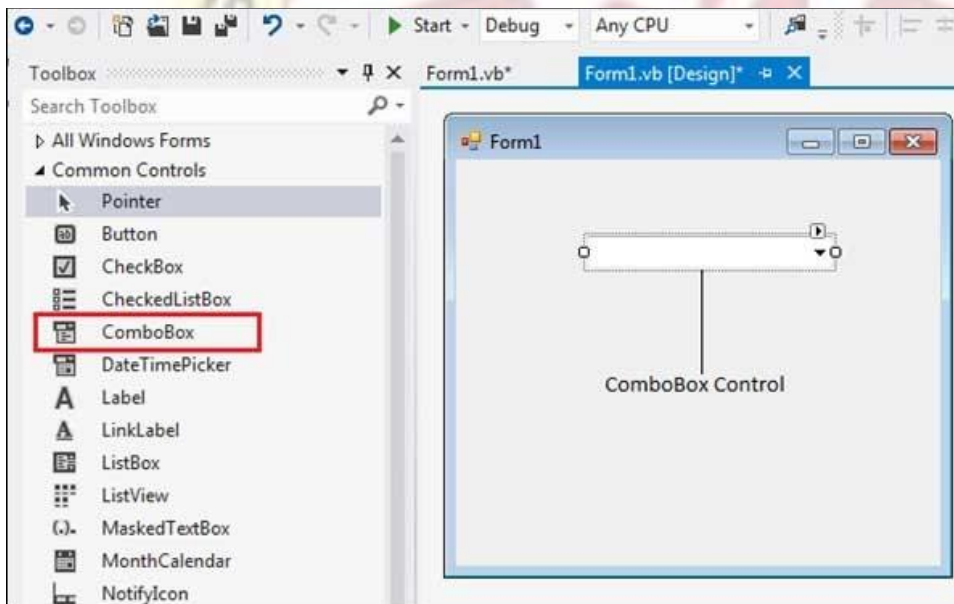 Start Debug Any CPU
Toolbox
Form1.vb*
Form1.vb [Design]*
Search Toolbox
All Windows Forms
Common Controls
Pointer
Button
CheckBox
CheckedListBox
ComboBox
DateTimePicker
Label
LinkLabel
ListBox
ListView
MaskedTextBox
MonthCalendar
NotifyIcon
Form1
ComboBox Control